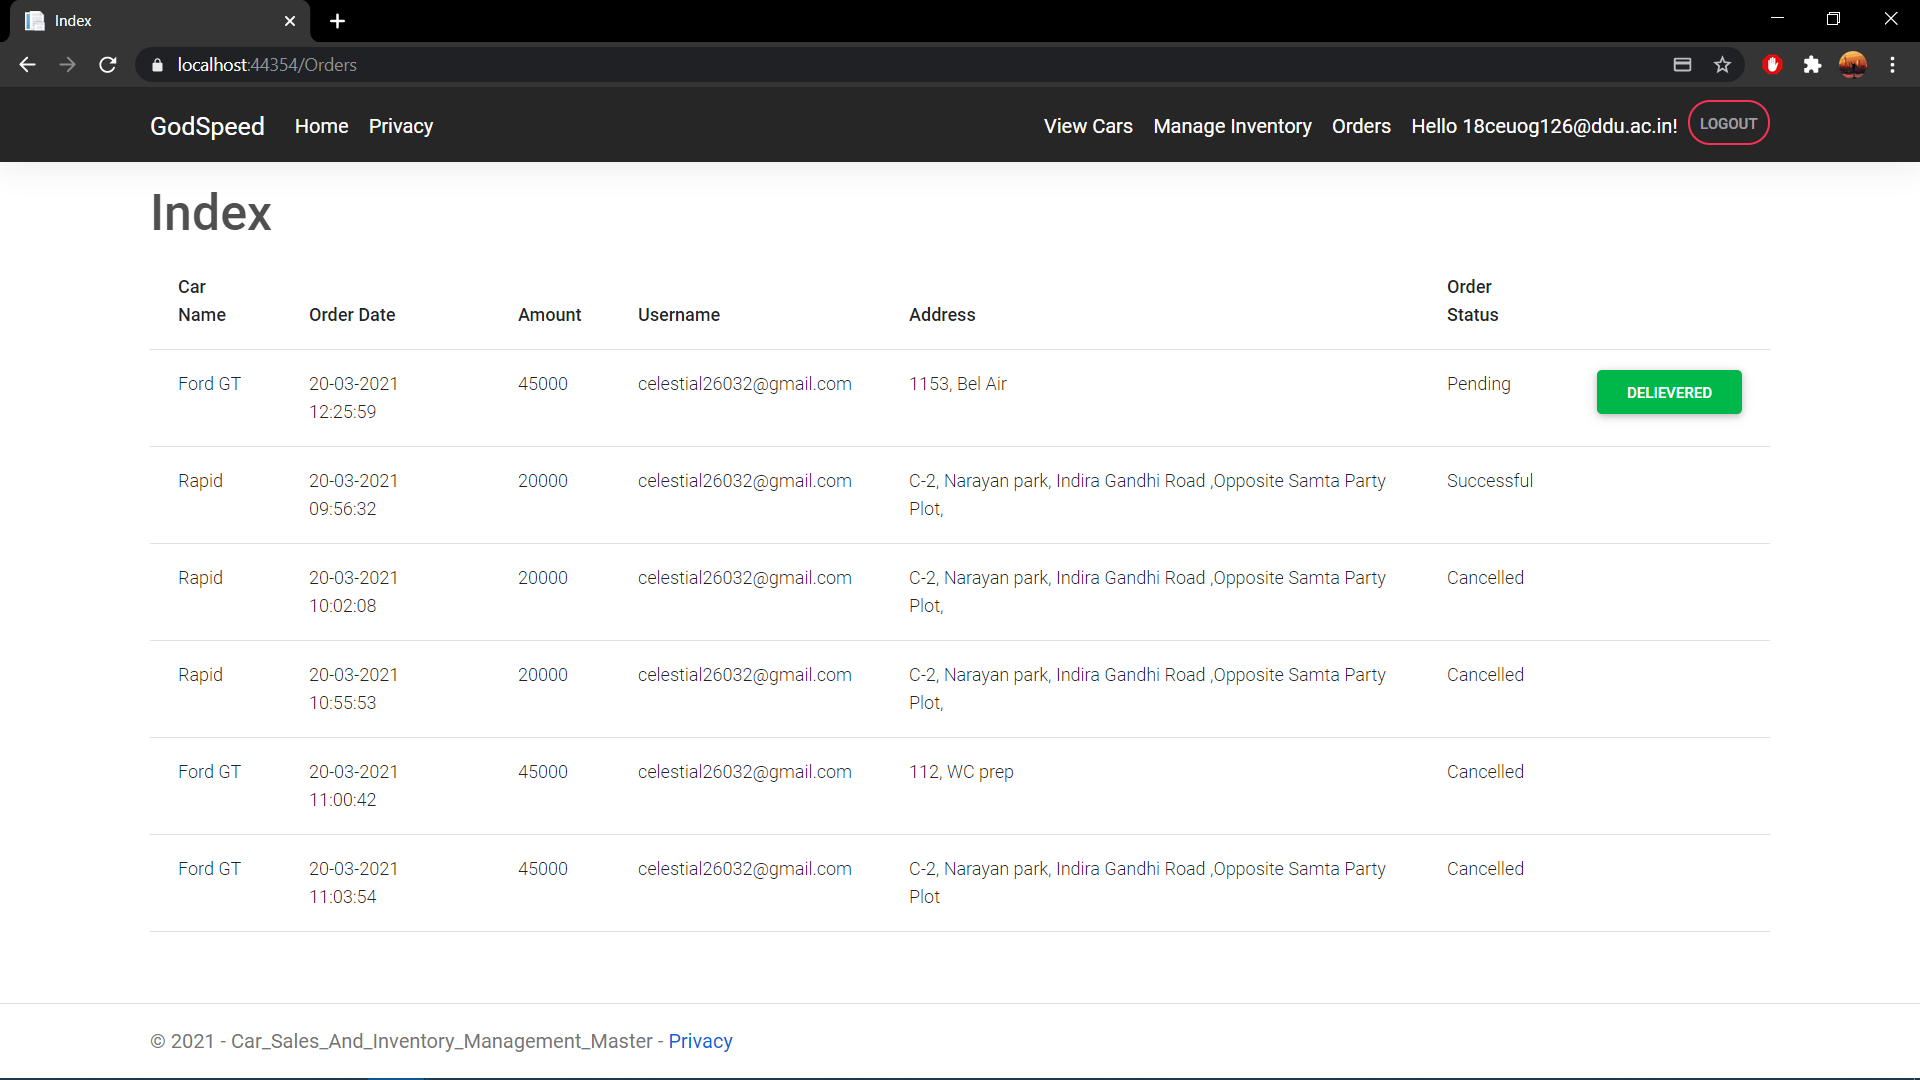 Index
localhost:44354/Orders
GodSpeed Home Privacy View Cars Manage Inventory Orders Hello 18ceuog126@ddu.ac.in! LOGOUT
Index
Car Name Order Date Amount Username Address Order Status
Ford GT 20-03-2021 45000 celestial26032@gmail.com 1153, Bel Air Pending DELIEVERED
12:25:59
Rapid 20-03-2021 20000 celestial26032@gmail.com C-2, Narayan park, Indira Gandhi Road ,Opposite Samta Party Successful
09:56:32 Plot,
Rapid 20-03-2021 20000 celestial26032@gmail.com C-2, Narayan park, Indira Gandhi Road ,Opposite Samta Party Cancelled
10:02:08 Plot,
Rapid 20-03-2021 20000 celestial26032@gmail.com C-2, Narayan park, Indira Gandhi Road ,Opposite Samta Party Cancelled
10:55:53 Plot,
Ford GT 20-03-2021 45000 celestial26032@gmail.com 112, WC prep Cancelled
11:00:42
Ford GT 20-03-2021 45000 celestial26032@gmail.com C-2, Narayan park, Indira Gandhi Road ,Opposite Samta Party Cancelled
11:03:54 Plot
© 2021 - Car_Sales_And_Inventory_Management_Master - Privacy